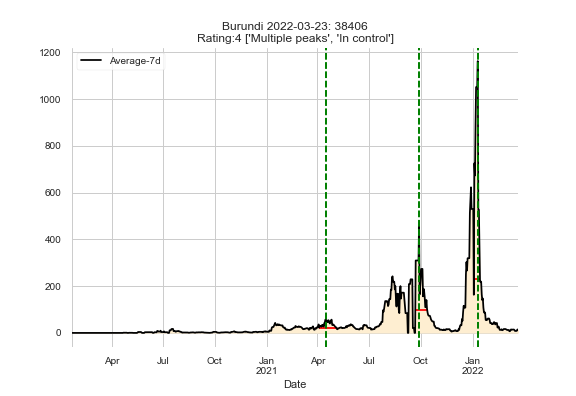 Burundi 2022-03-23: 38406
Rating:4 ['Multiple peaks', 'In control']
Average-7d
1200
1000
800
600
400
200
0
Apr Jul Oct Jan Apr Jul Oct Jan
2021 2022
Date